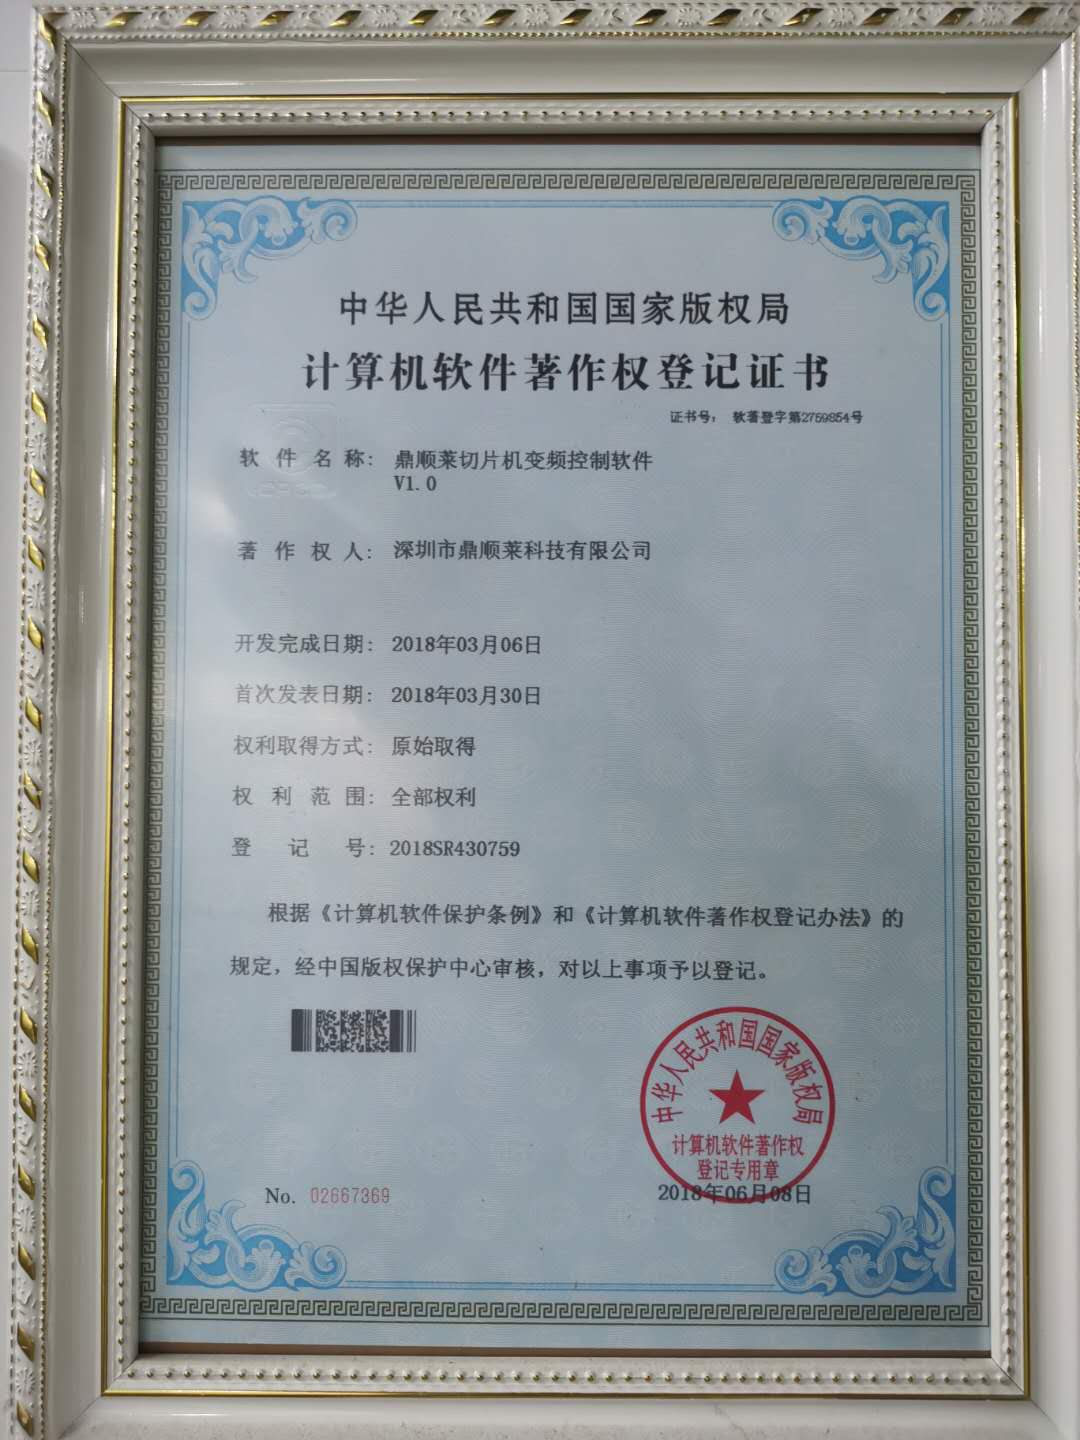 中华人民共和国国家版权局
计算机软件著作权登记证书
证书号： 软著登字第2759854号
软件名称： 鼎顺莱切片机变频控制软件
V1.0
著作权人： 深圳市鼎顺莱科技有限公司
开发完成日期： 2018年03月06日
首次发表日期： 2018年03月30日
权利取得方式： 原始取得
权利范围： 全部权利
登记号： 2018SR430759
根据《计算机软件保护条例》和《计算机软件著作权登记办法》的
规定，经中国版权保护中心审核，对以上事项予以登记。
中华人民共和国国家版权局
计算机软件著作权
登记专用章
No. 02667369
2018年06月08日